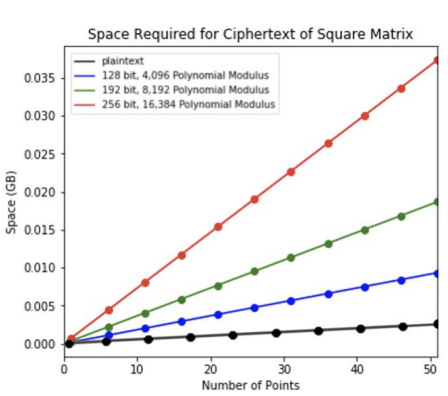 Space Required for Ciphertext of Square Matrix
plaintext
128 bit, 4,096 Polynomial Modulus
192 bit, 8,192 Polynomial Modulus
256 bit, 16,384 Polynomial Modulus
Space (GB)
0.035
0.030
0.025
0.020
0.015
0.010
0.005
0.000
0 10 20 30 40 50
Number of Points